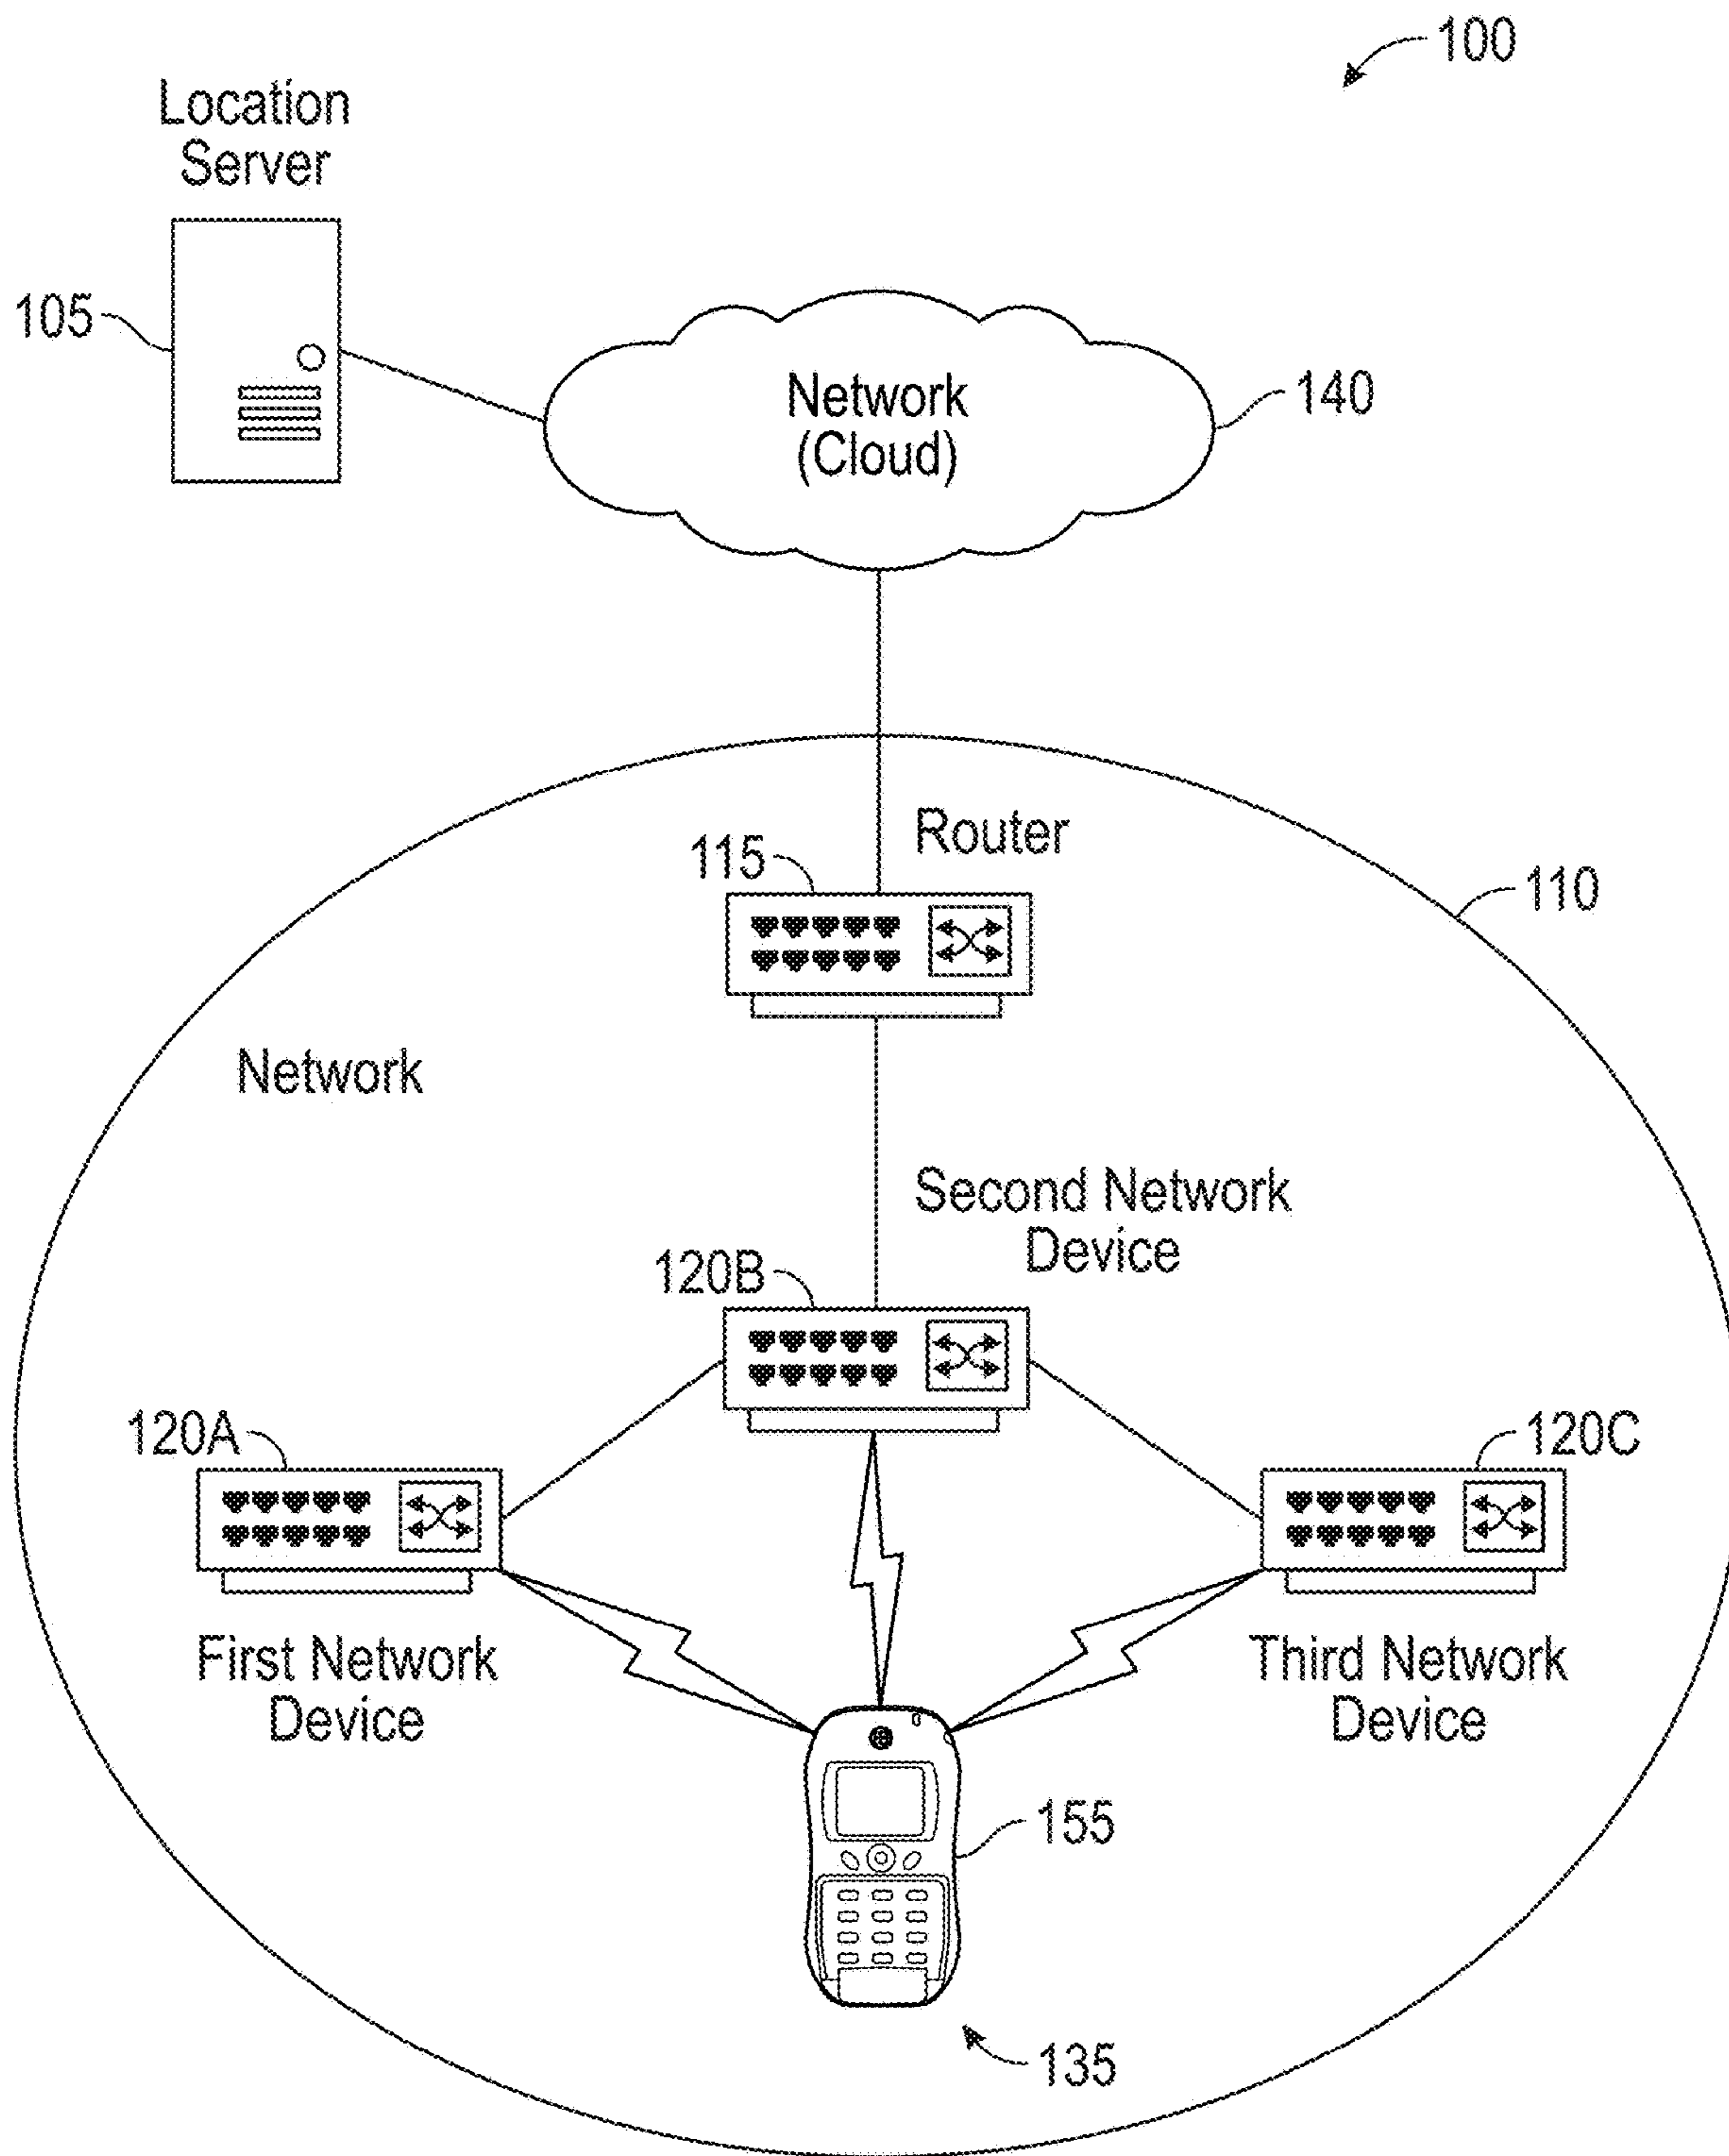 100
Location
Server
105
Network
(Cloud)
140
Router
115
110
Network
Second Network
Device
120B
120A
120C
First Network
Device
Third Network
Device
155
135